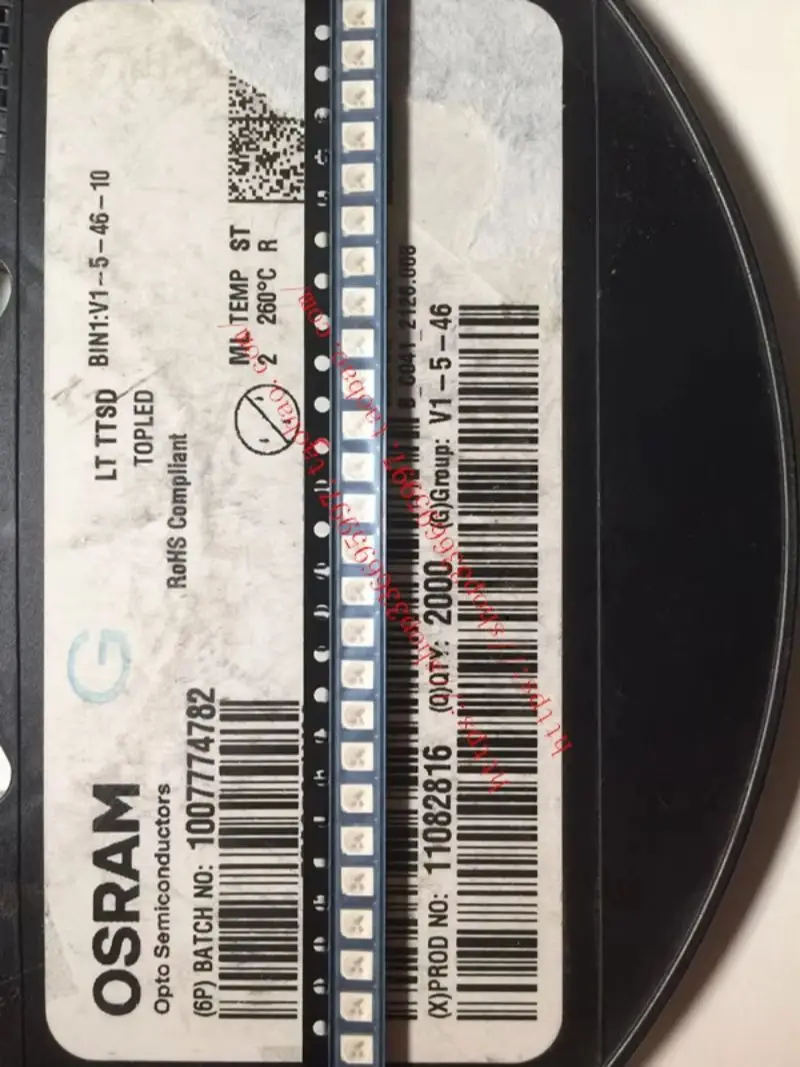 OSRAM
Opto Semiconductors
G
LT TTSD BIN1:V1-5-46-10
TOPLED
RoHS Compliant
ML TEMP ST
2 260°C R
(6P) BATCH NO: 1007774782
(X)PROD NO: 11082816 (Q)QTY: 2000 (G)Group: V1-5-46